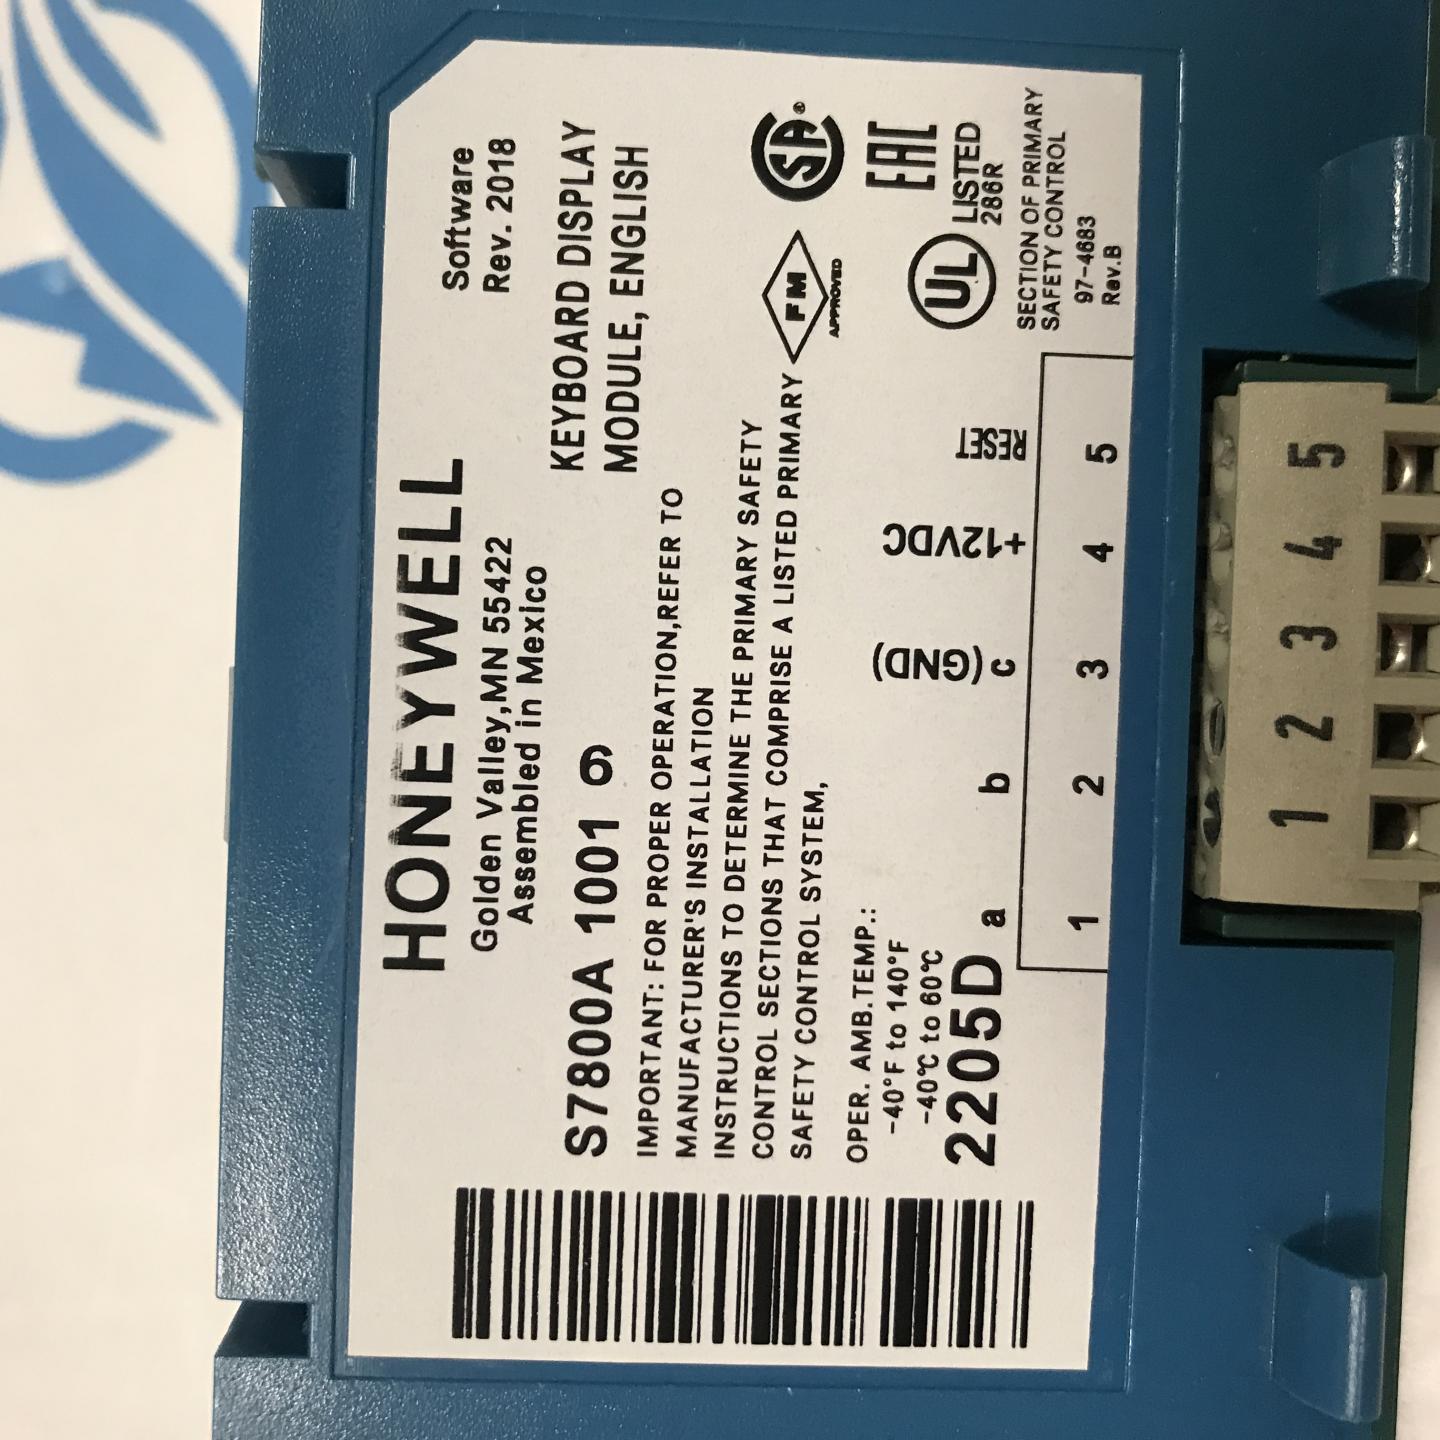 HONEYWELL
Golden Valley,MN 55422
Assembled in Mexico
Software
Rev. 2018
S7800A 1001 6
KEYBOARD DISPLAY
MODULE, ENGLISH
IMPORTANT: FOR PROPER OPERATION,REFER TO
MANUFACTURER'S INSTALLATION
INSTRUCTIONS TO DETERMINE THE PRIMARY SAFETY
CONTROL SECTIONS THAT COMPRISE A LISTED PRIMARY
SAFETY CONTROL SYSTEM,
FM
APPROVED
SA®
EAC
UL LISTED
286R
SECTION OF PRIMARY
SAFETY CONTROL
97-4683
Rev.B
OPER. AMB.TEMP.:
-40°F to 140°F
-40℃ to 60℃
2205D
a b c (GND) +12VDC RESET
1 2 3 4 5
1 2 3 4 5